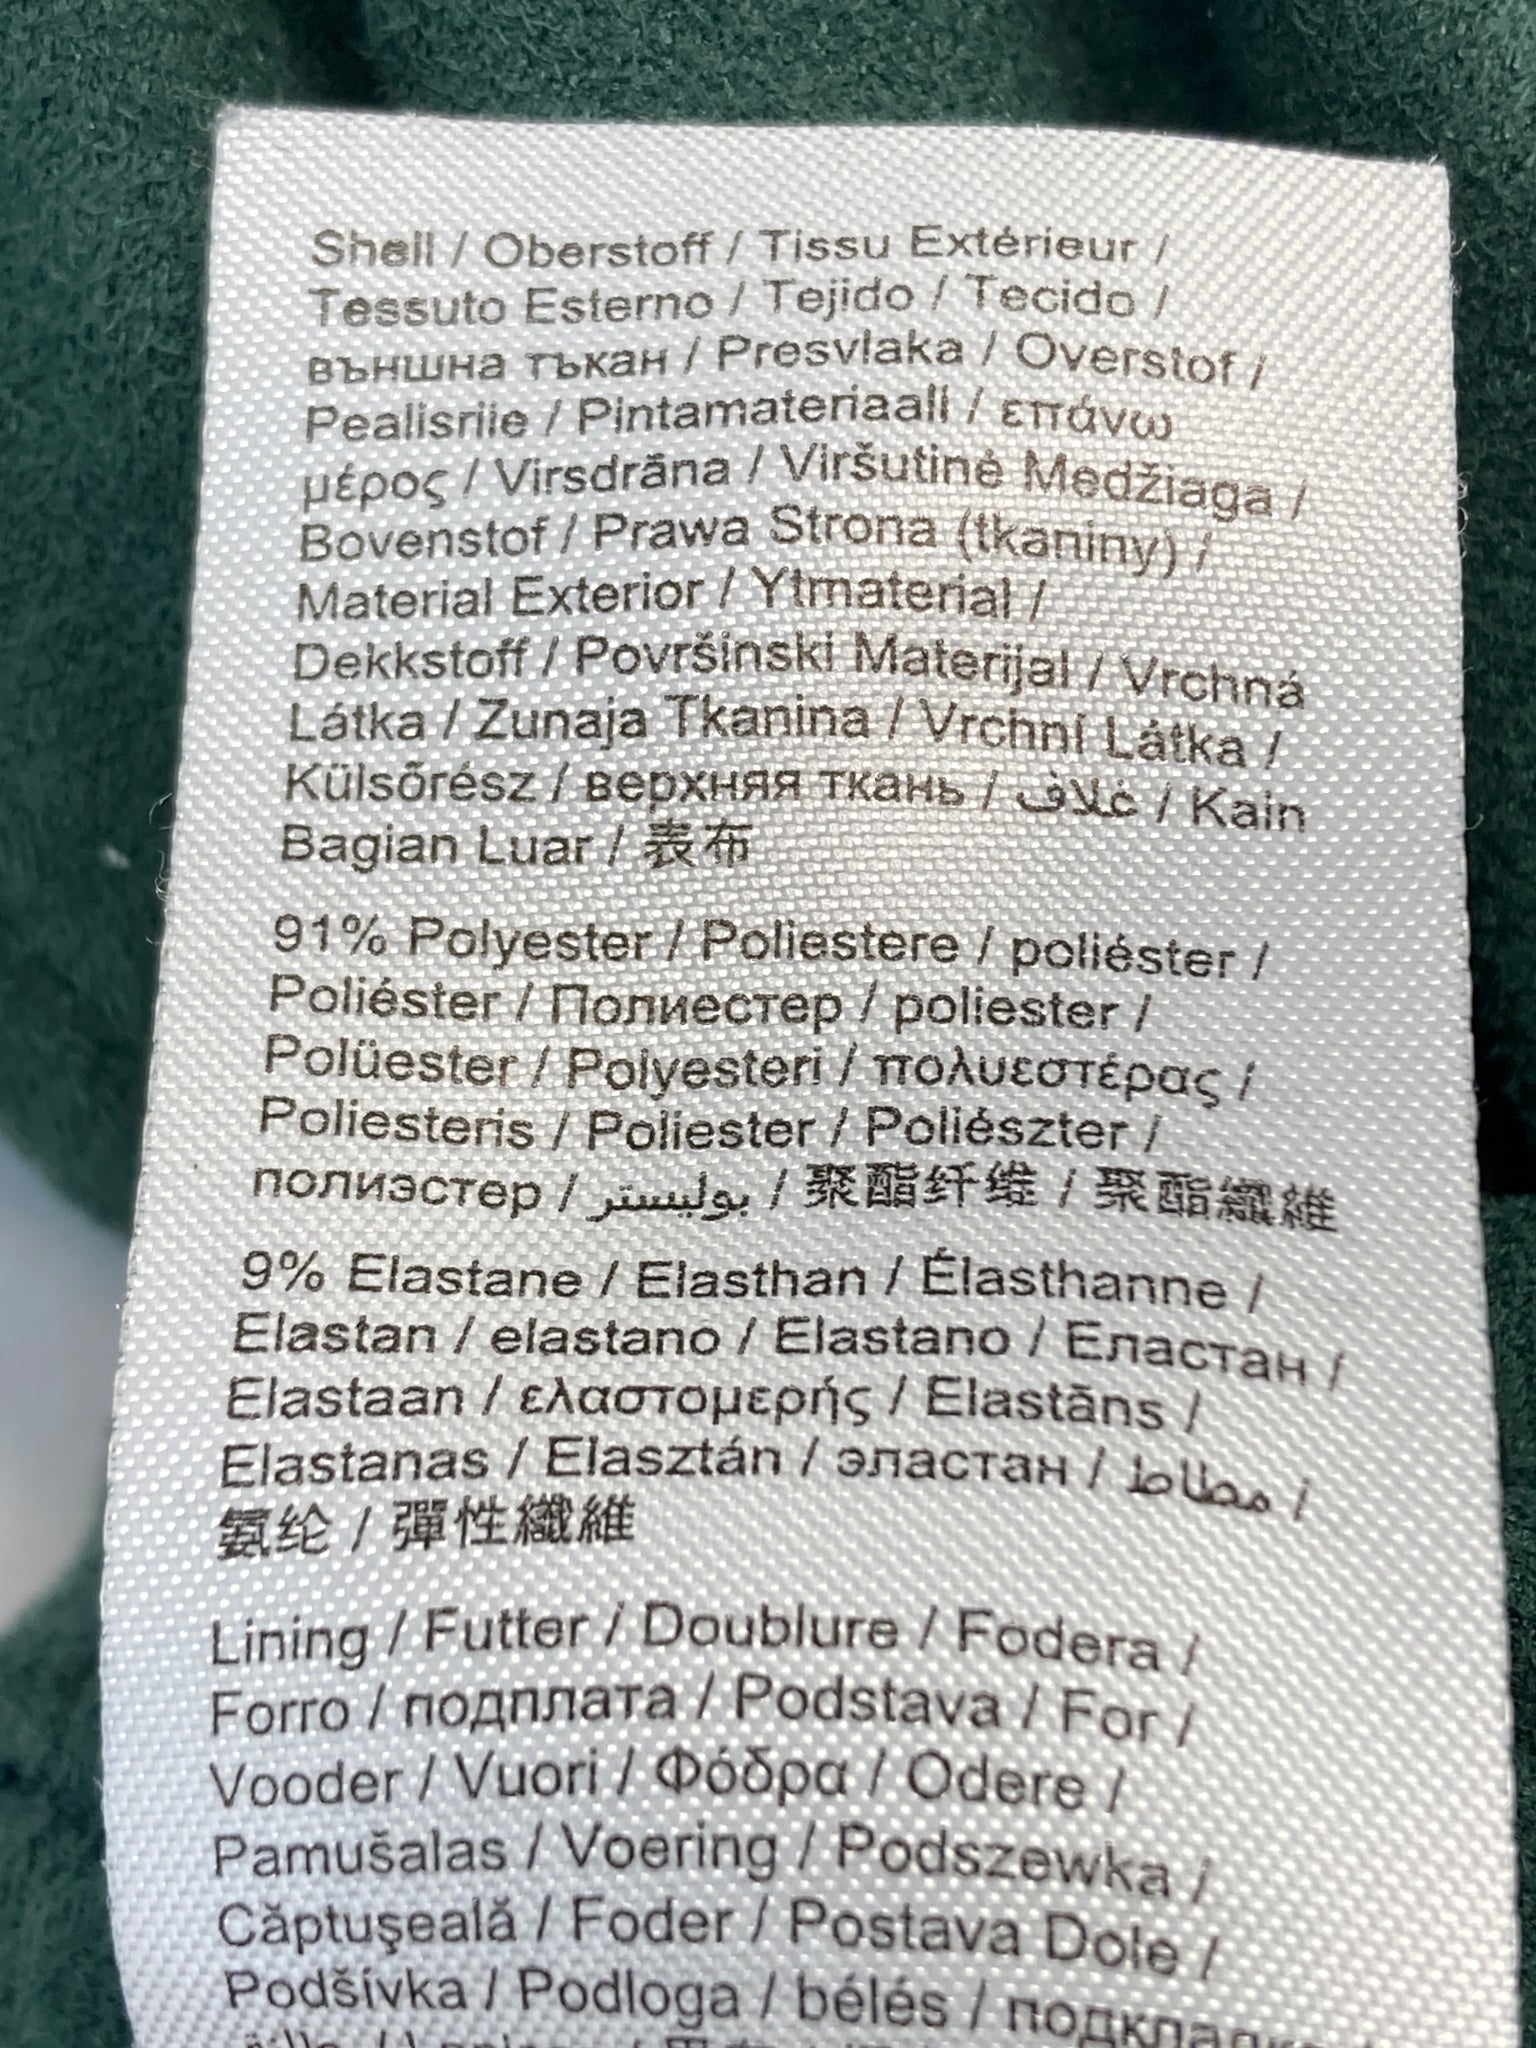 Shell / Oberstoff / Tissu Extérieur /
Tessuto Esterno / Tejido / Tecido /
външна тъкан / Presvlaka / Overstof /
Pealisriie / Pintamateriaali / επάνω
μέρος / Virsdrāna / Viršutinė Medžiaga /
Bovenstof / Prawa Strona (tkaniny) /
Material Exterior / Ytmaterial /
Dekkstoff / Površinski Materijal / Vrchná
Látka / Zunaja Tkanina / Vrchní Látka /
Külsőrész / верхняя ткань / غلاف / Kain
Bagian Luar / 表布
91% Polyester / Poliestere / poliéster /
Poliéster / Полиестер / poliester /
Polüester / Polyesteri / πολυεστέρας /
Poliesteris / Poliester / Poliészter /
полиэстер / بوليستر / 聚酯纤维 / 聚酯纖維
9% Elastane / Elasthan / Élasthanne /
Elastan / elastano / Elastano / Еластан /
Elastaan / ελαστομερής / Elastāns /
Elastanas / Elasztán / эластан / مطاط /
氨纶 / 彈性纖維
Lining / Futter / Doublure / Fodera /
Forro / подплата / Podstava / For /
Vooder / Vuori / Φόδρα / Odere /
Pamušalas / Voering / Podszewka /
Căptuşeală / Foder / Postava Dole /
Podšívka / Podloga / bélés / подкладка /